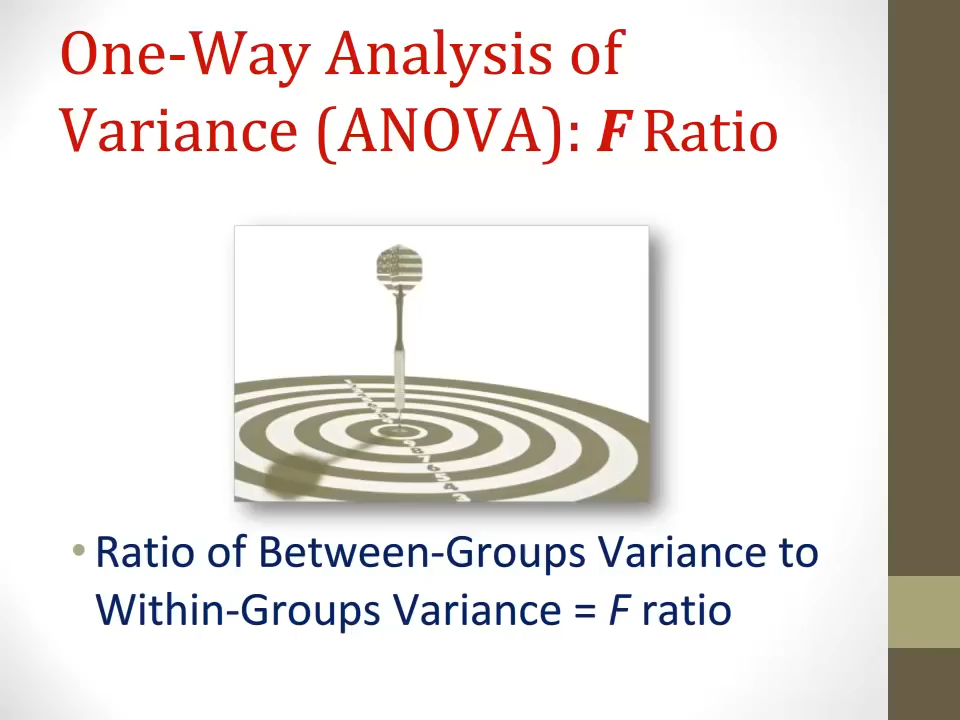 One-Way Analysis of
Variance (ANOVA): F Ratio
• Ratio of Between-Groups Variance to
Within-Groups Variance = F ratio